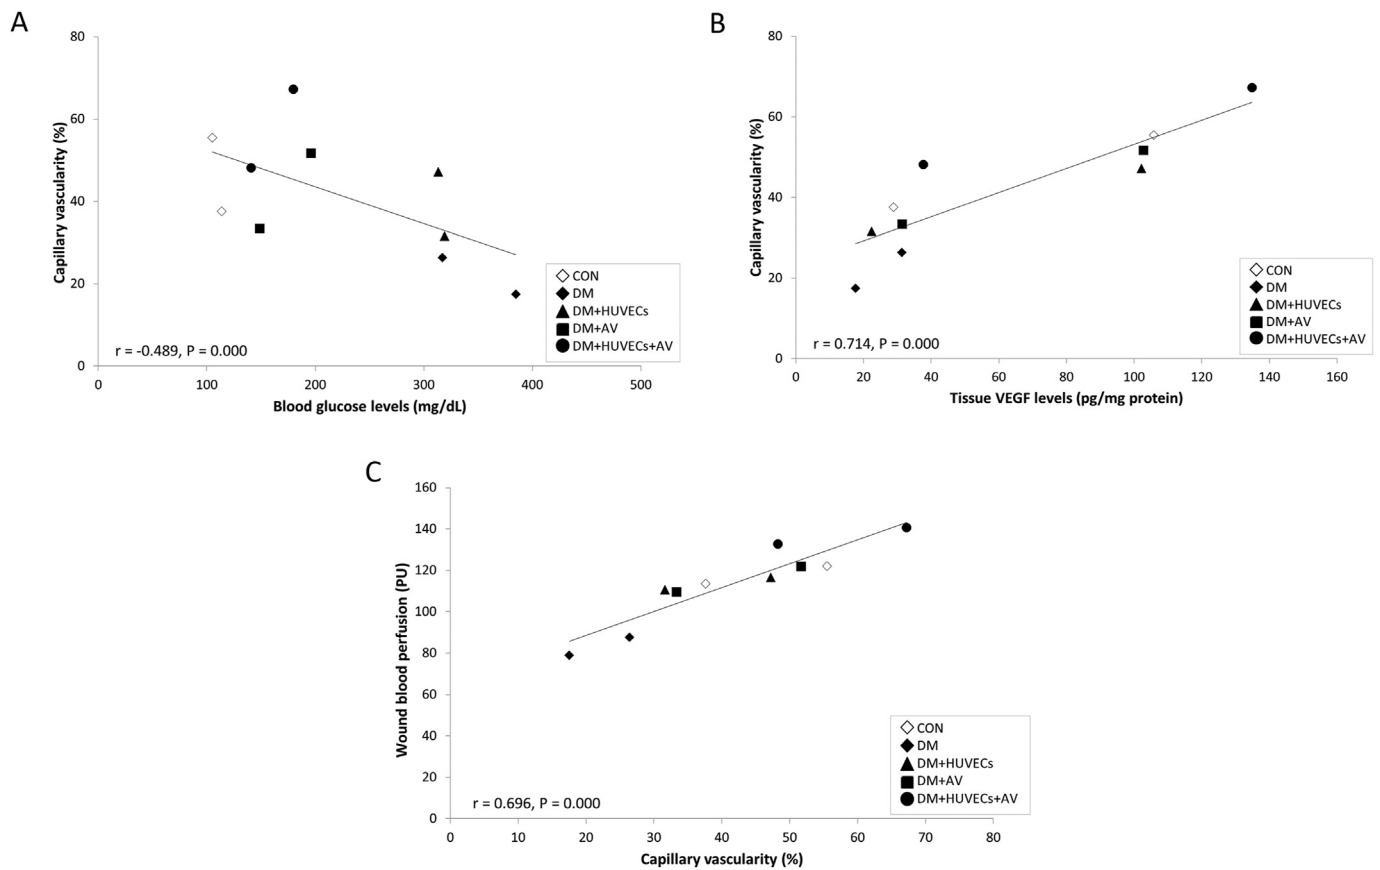 A
80
60
40
20
0
Capillary vascularity (%)
0 100 200 300 400 500
Blood glucose levels (mg/dL)
r = -0.489, P = 0.000
CON
DM
DM+HUVECs
DM+AV
DM+HUVECs+AV
B
80
60
40
20
0
Capillary vascularity (%)
0 20 40 60 80 100 120 140 160
Tissue VEGF levels (pg/mg protein)
r = 0.714, P = 0.000
CON
DM
DM+HUVECs
DM+AV
DM+HUVECs+AV
C
160
140
120
100
80
60
40
20
0
Wound blood perfusion (PU)
0 10 20 30 40 50 60 70 80
Capillary vascularity (%)
r = 0.696, P = 0.000
CON
DM
DM+HUVECs
DM+AV
DM+HUVECs+AV